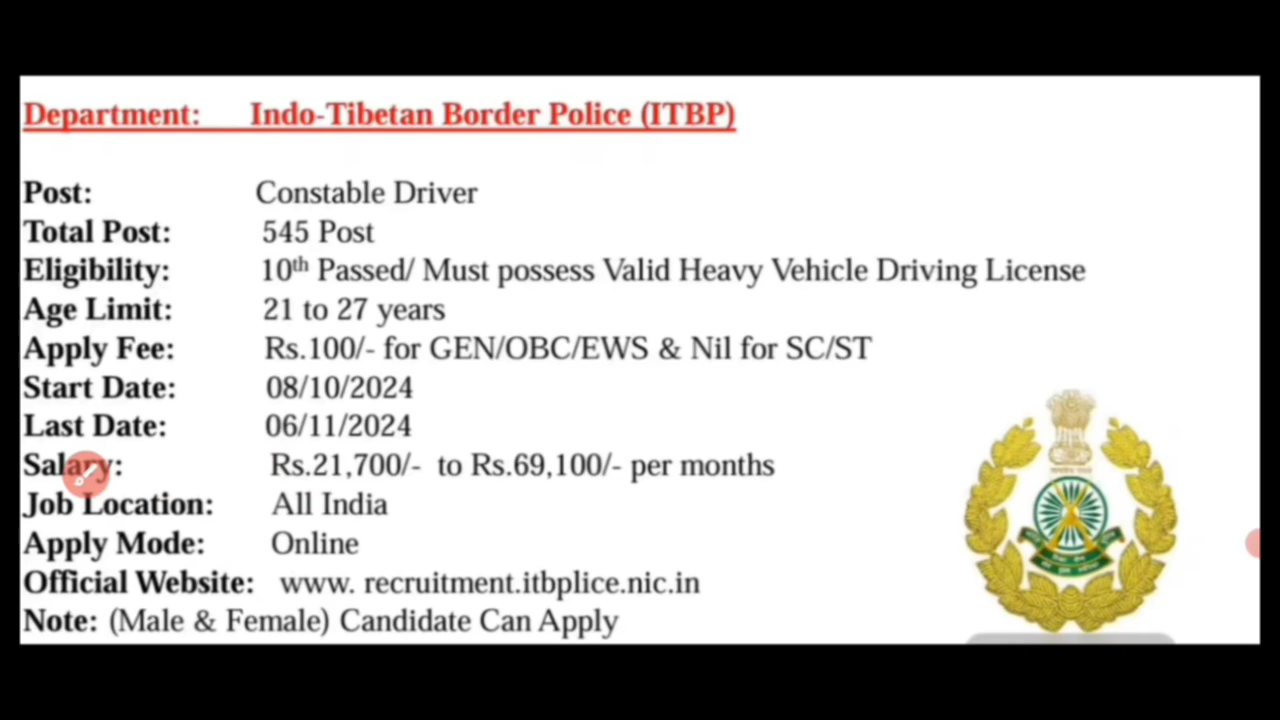 Department: Indo-Tibetan Border Police (ITBP)
Post: Constable Driver
Total Post: 545 Post
Eligibility: 10th Passed/ Must possess Valid Heavy Vehicle Driving License
Age Limit: 21 to 27 years
Apply Fee: Rs.100/- for GEN/OBC/EWS & Nil for SC/ST
Start Date: 08/10/2024
Last Date: 06/11/2024
Salary: Rs.21,700/- to Rs.69,100/- per months
Job Location: All India
Apply Mode: Online
Official Website: www. recruitment.itbplice.nic.in
Note: (Male & Female) Candidate Can Apply